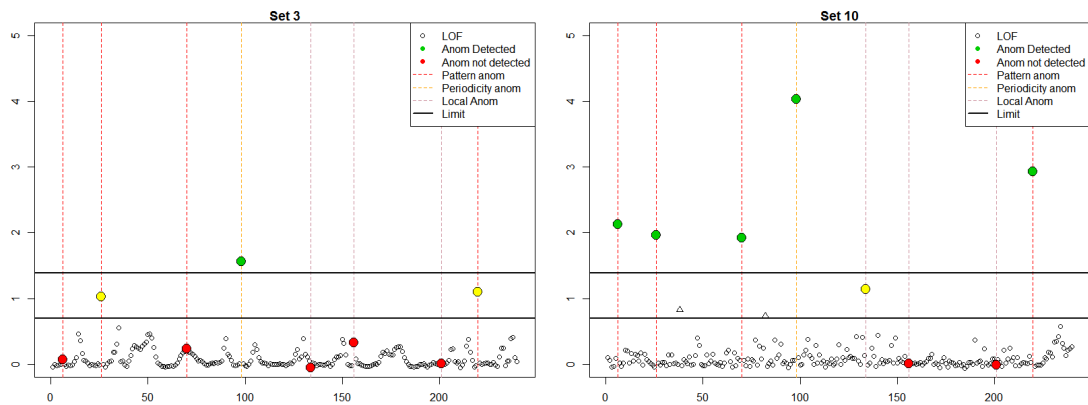 Set 3
5
4
3
2
1
0
0
50
100
150
200
LOF
Anom Detected
Anom not detected
Pattern anom
Periodicity anom
Local Anom
Limit
Set 10
5
4
3
2
1
0
0
50
100
150
200
LOF
Anom Detected
Anom not detected
Pattern anom
Periodicity anom
Local Anom
Limit